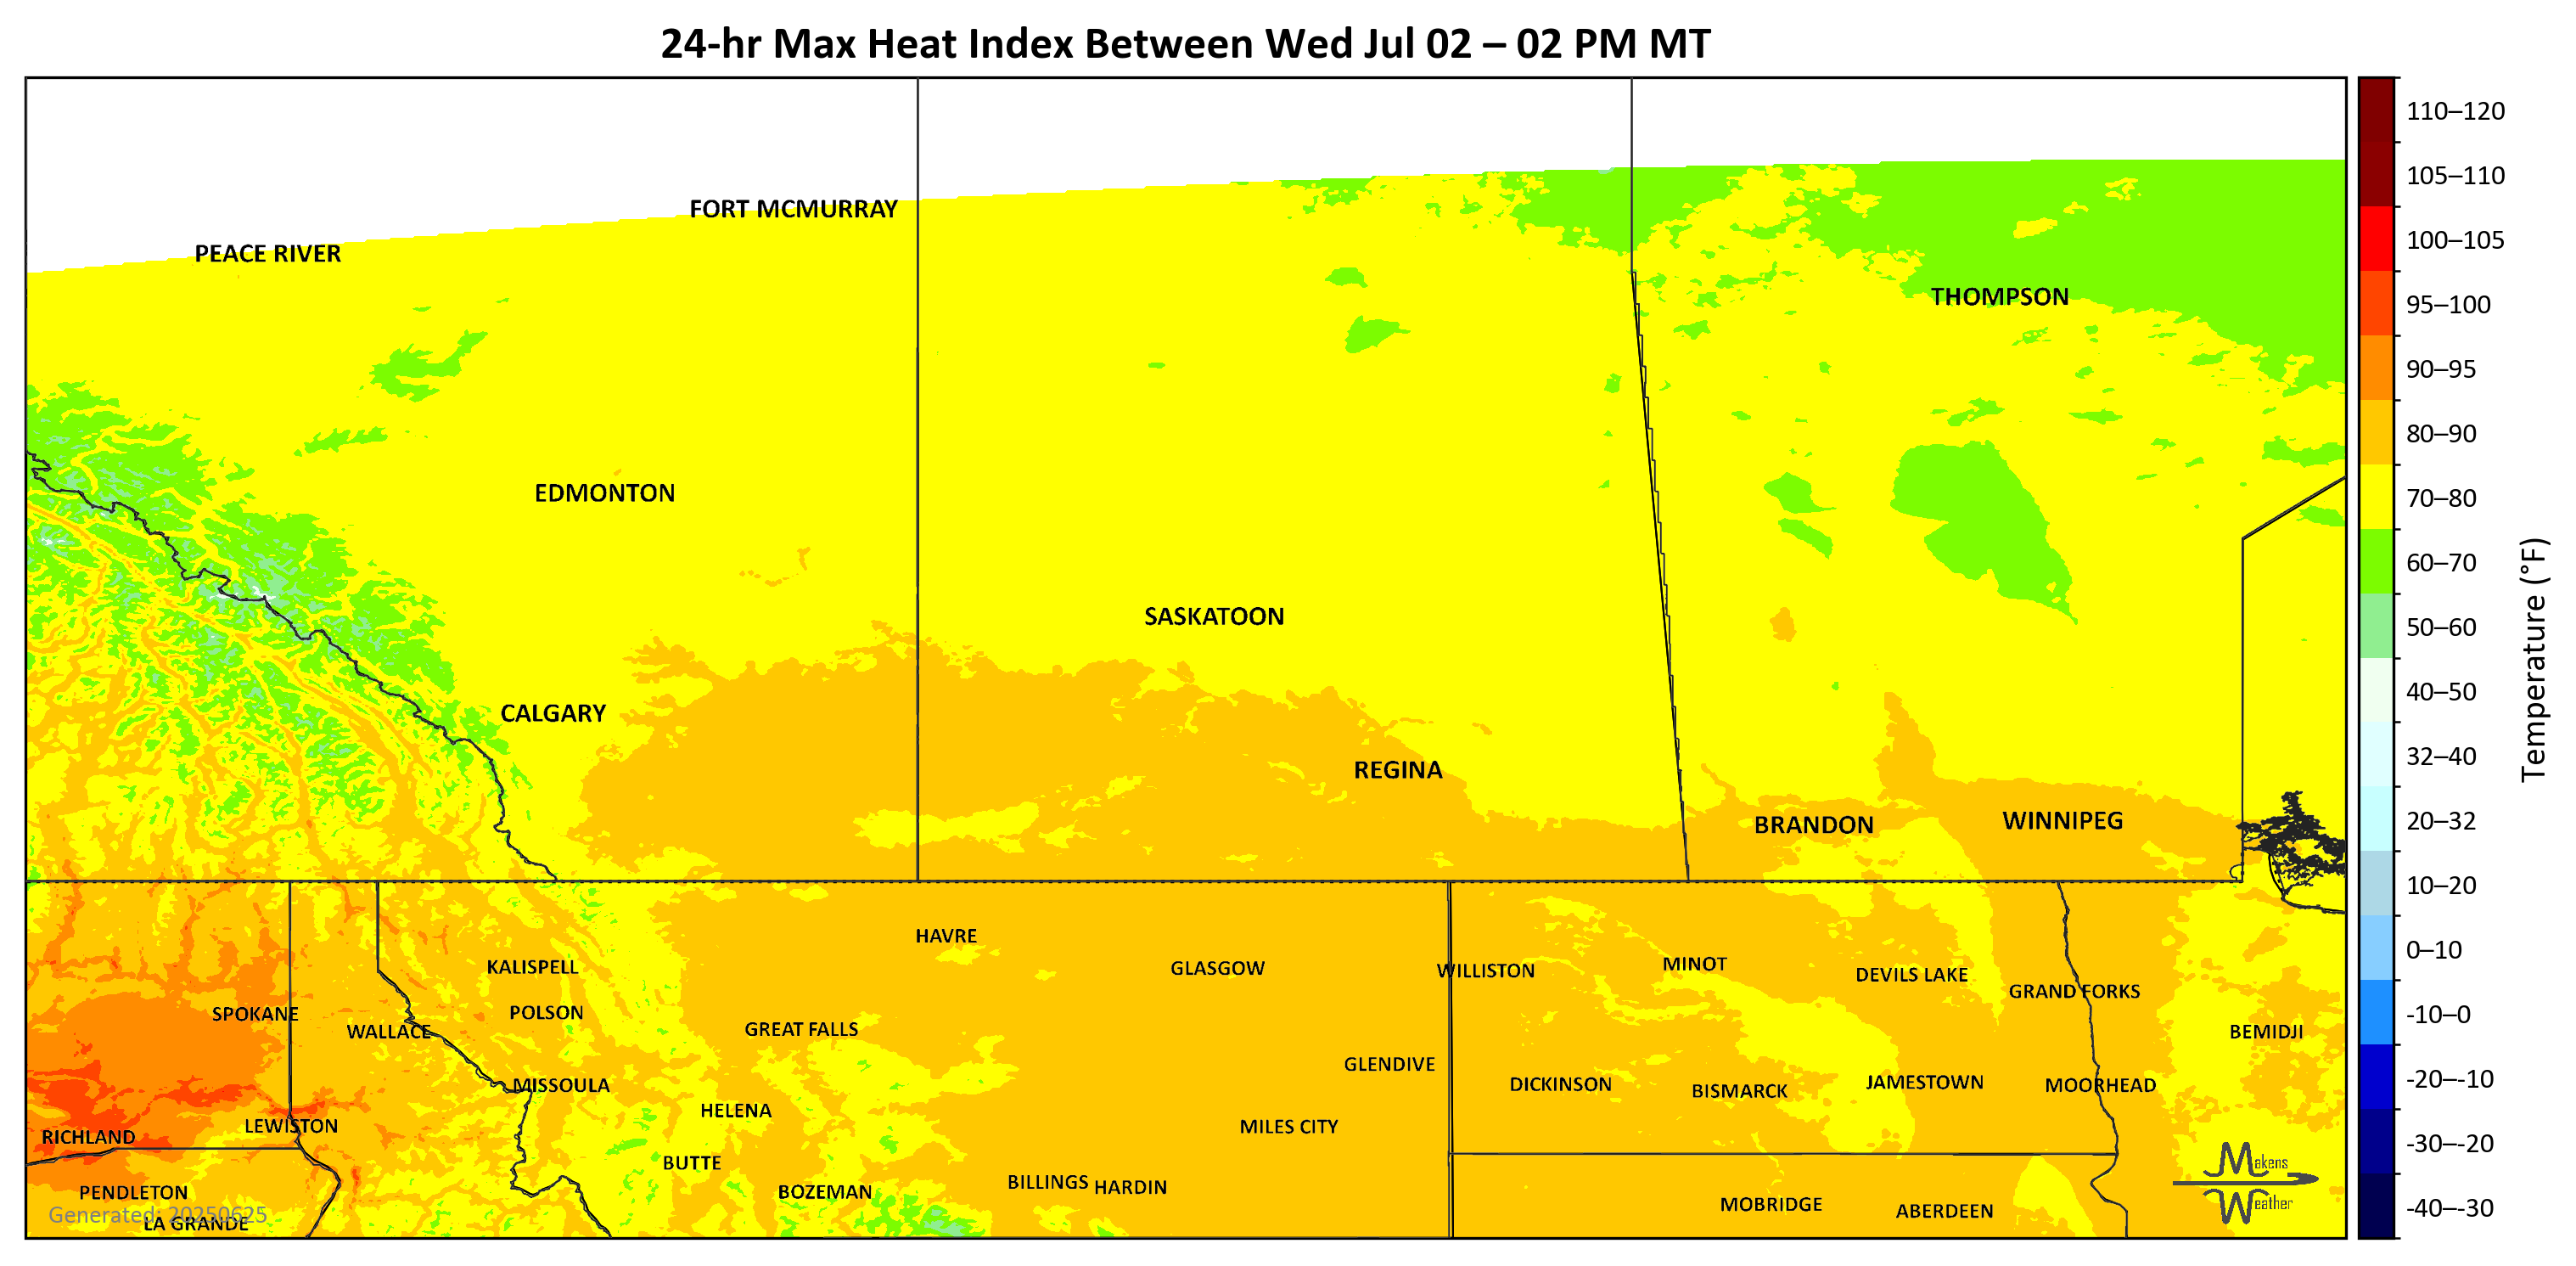 24-hr Max Heat Index Between Wed Jul 02 – 02 PM MT
110–120
105–110
FORT MCMURRAY
100–105
PEACE RIVER
THOMPSON
95–100
90–95
80–90
EDMONTON
70–80
60–70
SASKATOON
50–60
Temperature (°F)
40–50
CALGARY
REGINA
32–40
BRANDON
WINNIPEG
20–32
10–20
HAVRE
0–10
KALISPELL
GLASGOW
WILLISTON
MINOT
DEVILS LAKE
GRAND FORKS
SPOKANE
POLSON
-10–0
WALLACE
GREAT FALLS
BEMIDJI
GLENDIVE
-20–-10
MISSOULA
DICKINSON
BISMARCK
JAMESTOWN
MOORHEAD
HELENA
LEWISTON
MILES CITY
RICHLAND
-30–-20
BUTTE
Makens
PENDLETON
BOZEMAN
BILLINGS
HARDIN
MOBRIDGE
ABERDEEN
Weather
-40–-30
Generated: 20250625
LA GRANDE